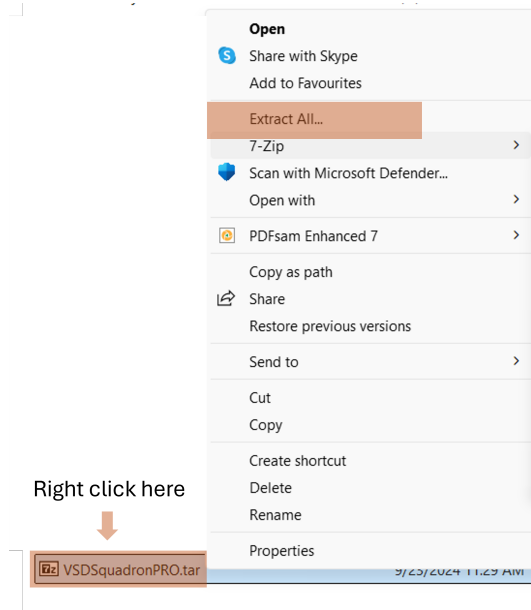 Open
Share with Skype
Add to Favourites
Extract All...
7-Zip
Scan with Microsoft Defender...
Open with
PDFsam Enhanced 7
Copy as path
Share
Restore previous versions
Send to
Cut
Copy
Create shortcut
Delete
Rename
Properties
Right click here
7z VSDSquadronPRO.tar 9/23/2024 11:29 AM